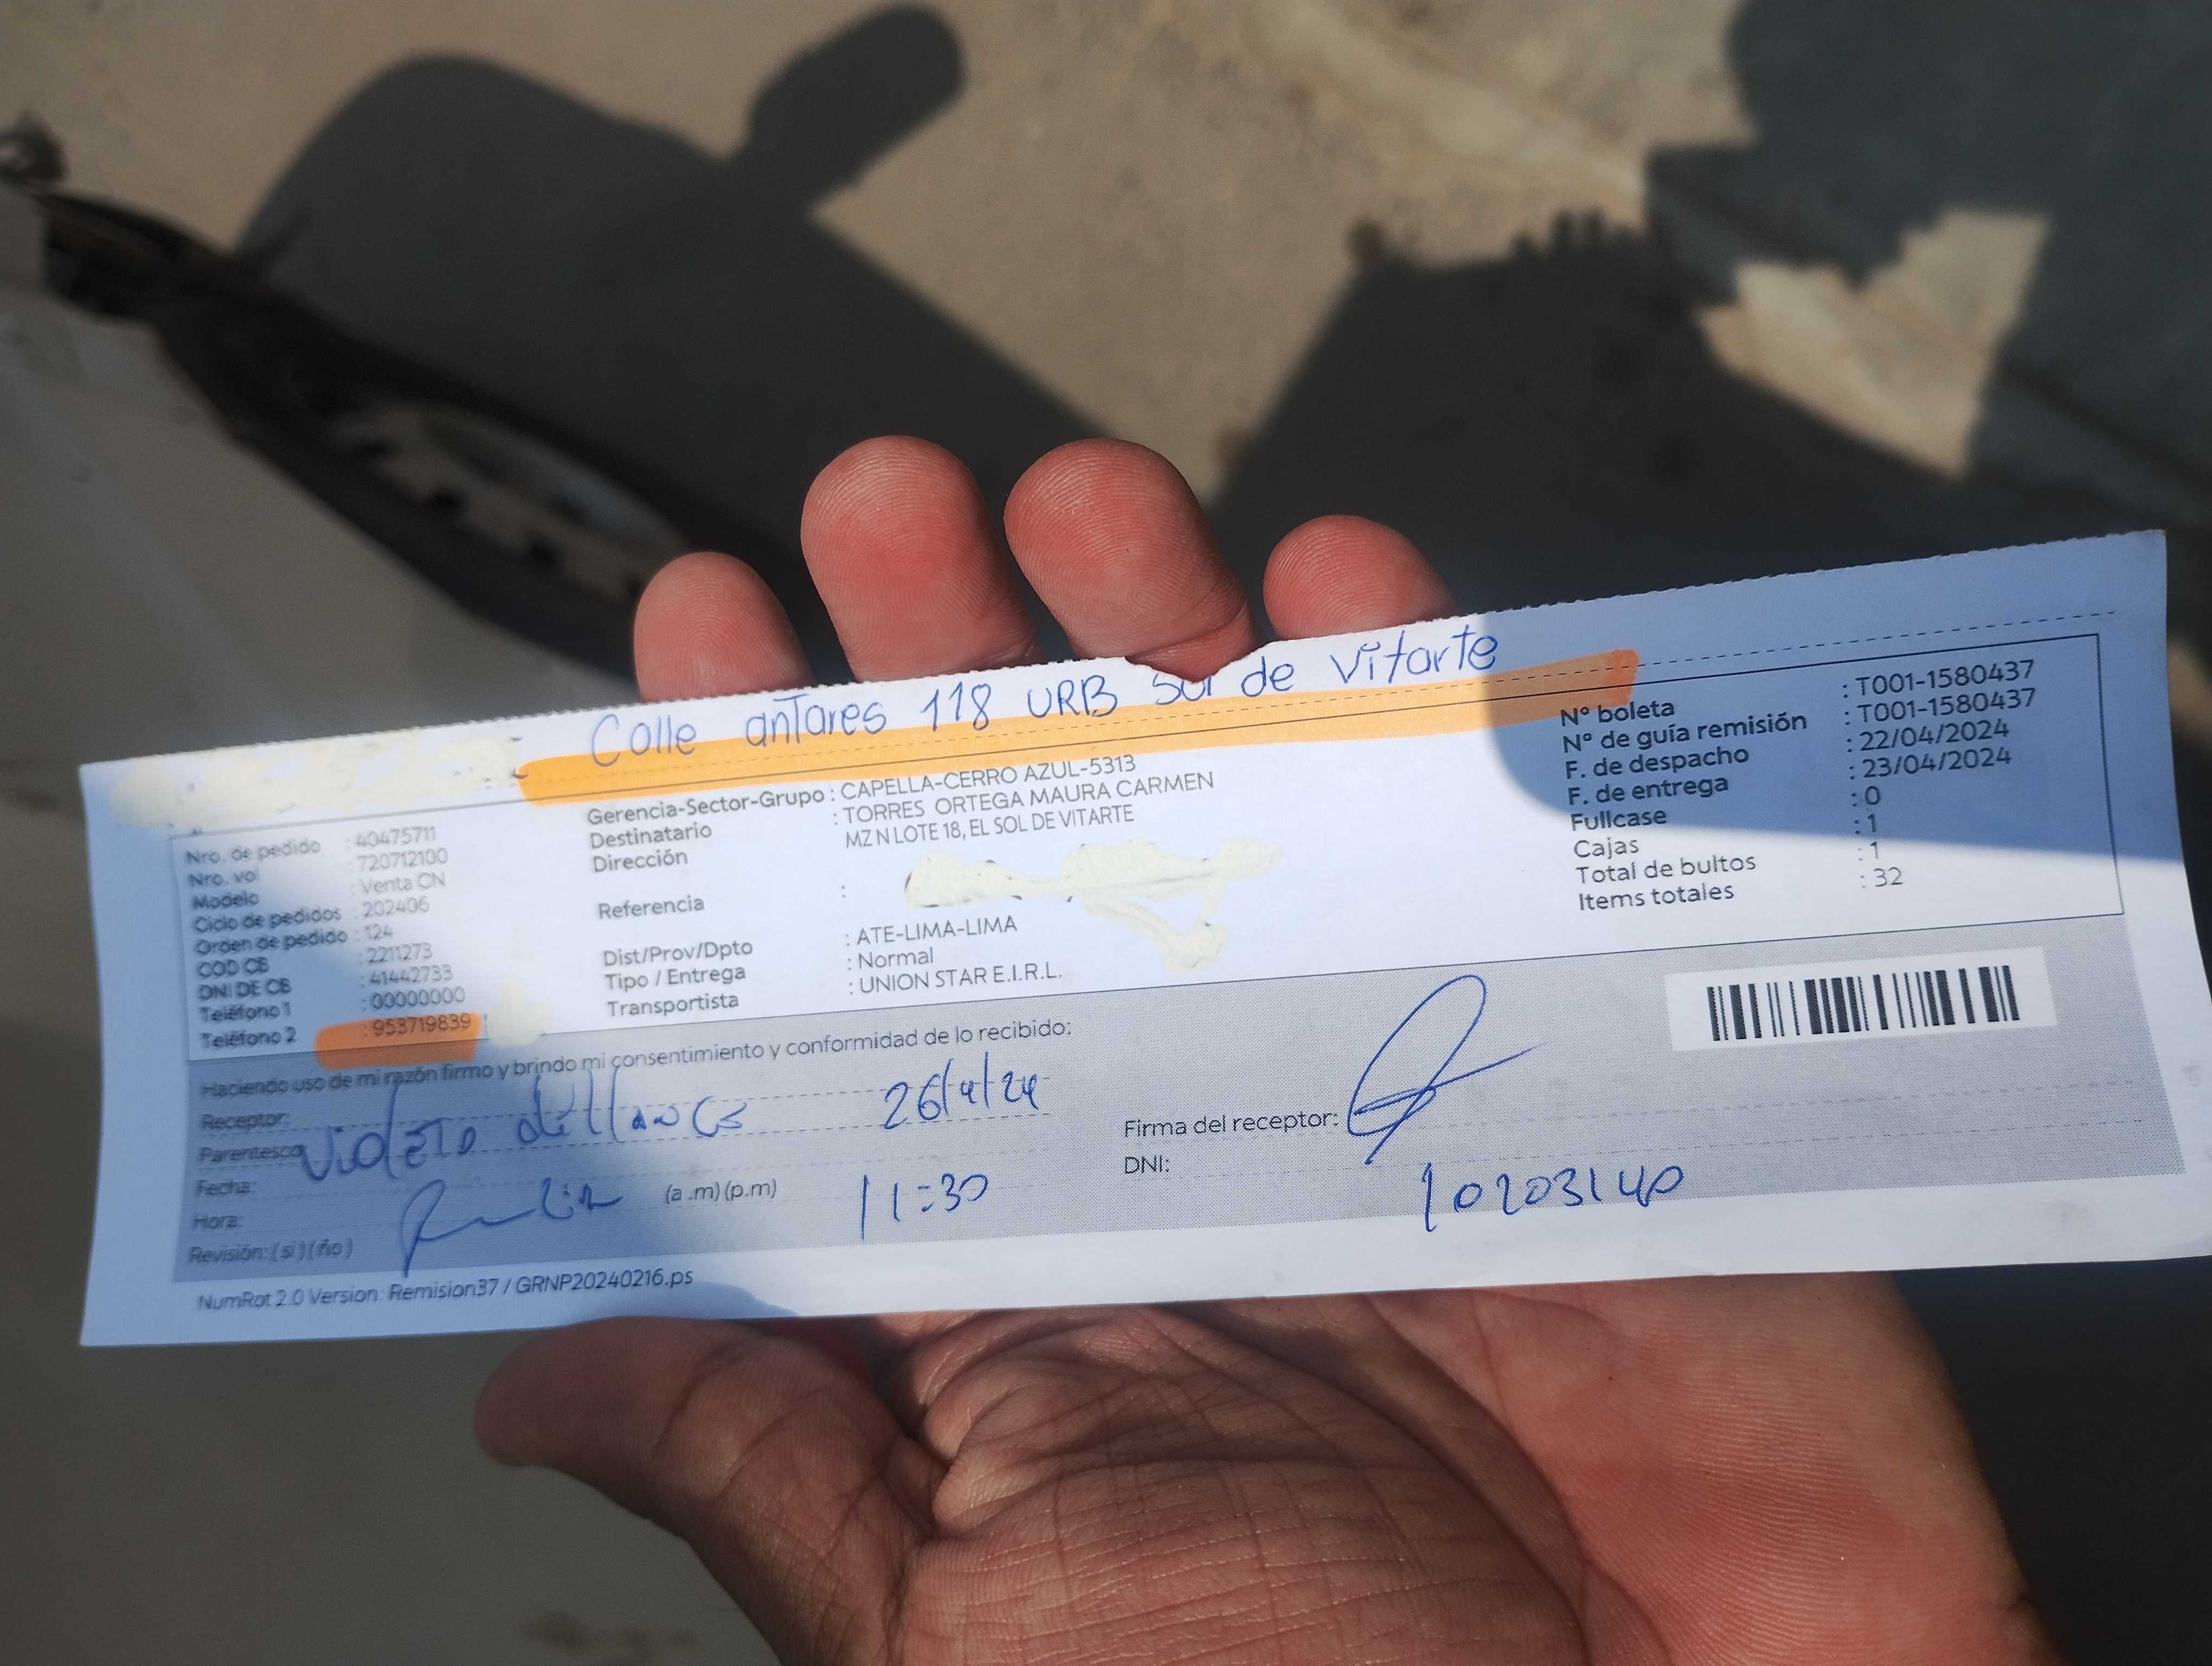 Calle anTares 118 URB Sol de Vitarte
Nro. de pedido : 40475711
Nro. vol : 720712100
Modelo : Venta CN
Ciclo de pedidos : 202406
Orden de pedido : 124
COD CB : 2211273
DNI DE CB : 41442733
Teléfono 1 : 00000000
Teléfono 2 : 953719839
Gerencia-Sector-Grupo : CAPELLA-CERRO AZUL-5313
Destinatario : TORRES ORTEGA MAURA CARMEN
Dirección MZ N LOTE 18, EL SOL DE VITARTE
Referencia :
Dist/Prov/Dpto : ATE-LIMA-LIMA
Tipo / Entrega : Normal
Transportista : UNION STAR E.I.R.L.
N° boleta : T001-1580437
N° de guía remisión : T001-1580437
F. de despacho : 22/04/2024
F. de entrega : 23/04/2024
Fullcase : 0
Cajas : 1
Total de bultos : 1
Items totales : 32
Haciendo uso de mi razón firmo y brindo mi consentimiento y conformidad de lo recibido:
Receptor:
Parentesco
26/4/24
Fecha:
Hora: (a .m) (p.m) 11:30
Revisión: ( si ) ( ño )
Firma del receptor:
DNI: 10203140
NumRot 2.0 Version: Remision37 / GRNP20240216.ps